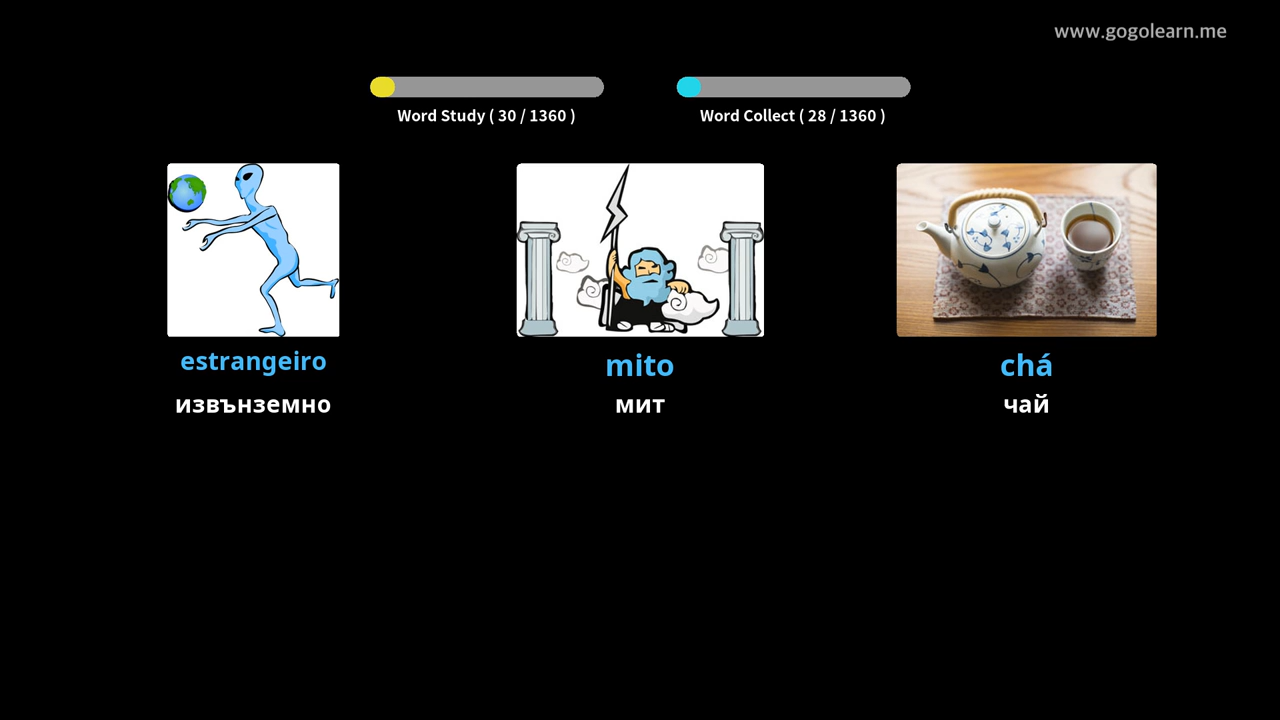 www.gogolearn.me
Word Study ( 30 / 1360 )
Word Collect ( 28 / 1360 )
estrangeiro
извънземно
mito
мит
chá
чай